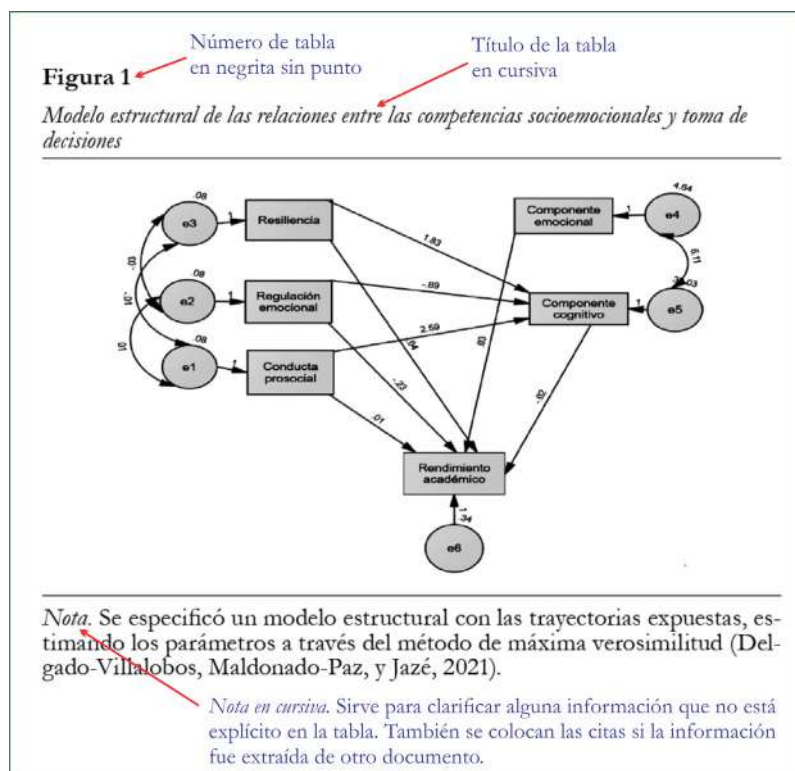 Número de tabla
en negrita sin punto
Título de la tabla
en cursiva
Figura 1
Modelo estructural de las relaciones entre las competencias socioemocionales y toma de
decisiones
.08
e3
1
Resiliencia
Componente
emocional
1
4.64
e4
1.83
-.03
.08
e2
1
Regulación
emocional
-.89
6.11
-.01
Componente
cognitivo
1
e5
.03
.01
.08
e1
1
Conducta
prosocial
2.59
.04
.03
-.23
-.02
.01
Rendimiento
académico
1
.34
e6
Nota. Se especificó un modelo estructural con las trayectorias expuestas, es-
timando los parámetros a través del método de máxima verosimilitud (Del-
gado-Villalobos, Maldonado-Paz, y Jazé, 2021).
Nota en cursiva. Sirve para clarificar alguna información que no está
explícito en la tabla. También se colocan las citas si la información
fue extraída de otro documento.